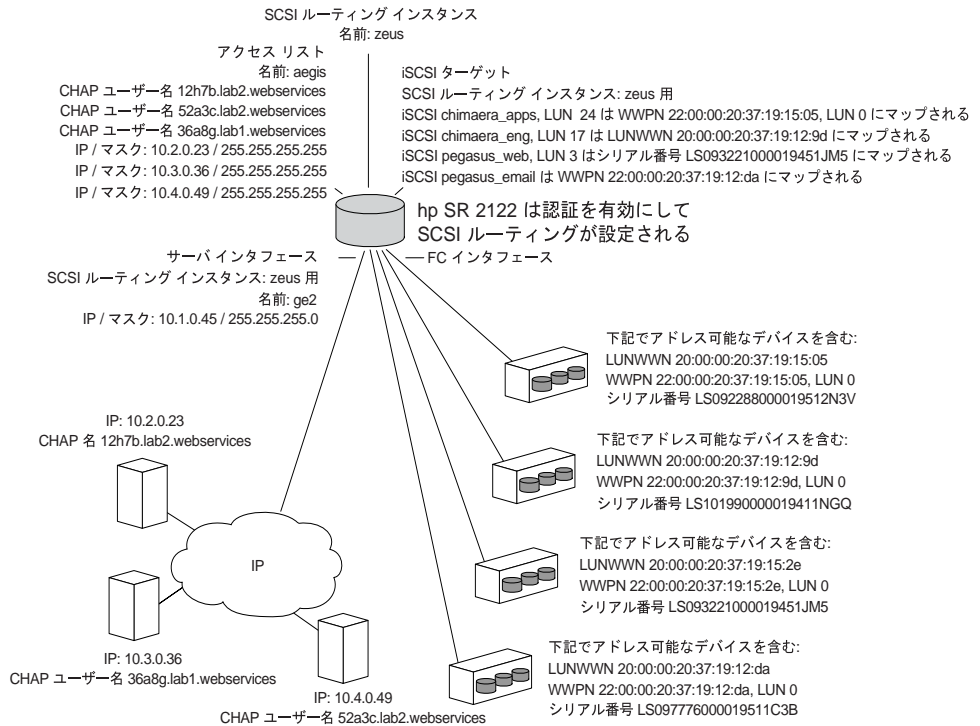 SCSI ルーティング インスタンス
名前: zeus
アクセス リスト
名前: aegis
CHAP ユーザー名 12h7b.lab2.webservices
CHAP ユーザー名 52a3c.lab2.webservices
CHAP ユーザー名 36a8g.lab1.webservices
IP / マスク: 10.2.0.23 / 255.255.255.255
IP / マスク: 10.3.0.36 / 255.255.255.255
IP / マスク: 10.4.0.49 / 255.255.255.255
iSCSI ターゲット
SCSI ルーティング インスタンス: zeus 用
iSCSI chimaera_apps, LUN 24 は WWPN 22:00:00:20:37:19:15:05, LUN 0 にマップされる
iSCSI chimaera_eng, LUN 17 は LUNWWN 20:00:00:20:37:19:12:9d にマップされる
iSCSI pegasus_web, LUN 3 はシリアル番号 LS093221000019451JM5 にマップされる
iSCSI pegasus_email は WWPN 22:00:00:20:37:19:12:da にマップされる
hp SR 2122 は認証を有効にして
SCSI ルーティングが設定される
サーバ インタフェース
SCSI ルーティング インスタンス: zeus 用
名前: ge2
IP / マスク: 10.1.0.45 / 255.255.255.0
FC インタフェース
下記でアドレス可能なデバイスを含む:
LUNWWN 20:00:00:20:37:19:15:05
WWPN 22:00:00:20:37:19:15:05, LUN 0
シリアル番号 LS092288000019512N3V
下記でアドレス可能なデバイスを含む:
LUNWWN 20:00:00:20:37:19:12:9d
WWPN 22:00:00:20:37:19:12:9d, LUN 0
シリアル番号 LS101990000019411NGQ
下記でアドレス可能なデバイスを含む:
LUNWWN 20:00:00:20:37:19:15:2e
WWPN 22:00:00:20:37:19:15:2e, LUN 0
シリアル番号 LS093221000019451JM5
下記でアドレス可能なデバイスを含む:
LUNWWN 20:00:00:20:37:19:12:da
WWPN 22:00:00:20:37:19:12:da, LUN 0
シリアル番号 LS097776000019511C3B
IP: 10.2.0.23
CHAP 名 12h7b.lab2.webservices
IP
IP: 10.3.0.36
CHAP ユーザー名 36a8g.lab1.webservices
IP: 10.4.0.49
CHAP ユーザー名 52a3c.lab2.webservices